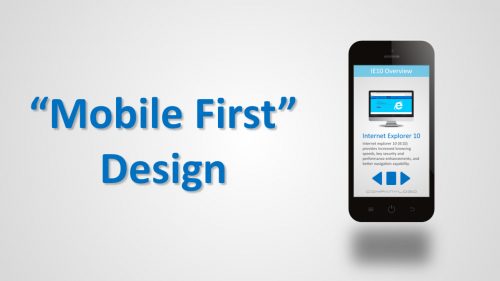 “Mobile First”
Design
IE10 Overview
Internet Explorer 10
Internet explorer 10 (IE10)
provides increased browsing
speeds, key security and
performance enhancements, and
better navigation capability.
COMPANYLOGO